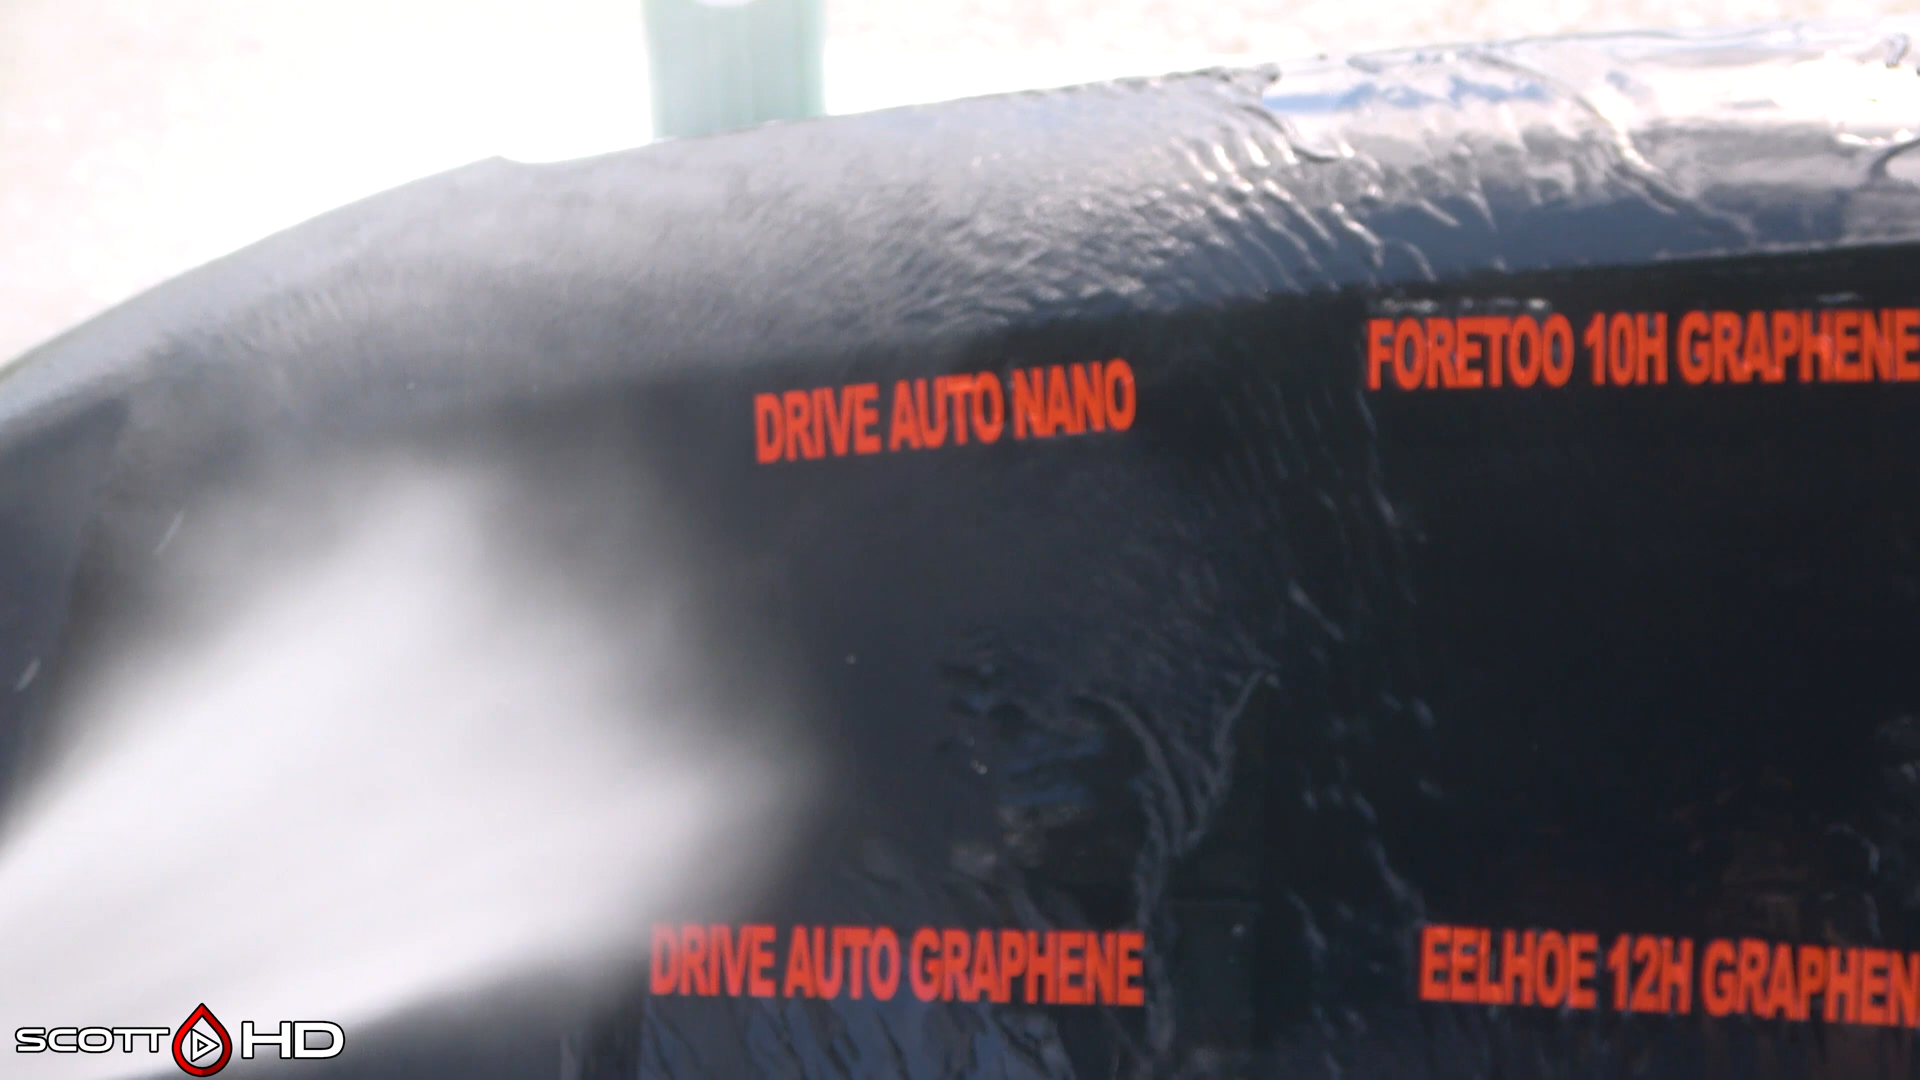 DRIVE AUTO NANO
FORETOO 10H GRAPHENE
DRIVE AUTO GRAPHENE
EELHOE 12H GRAPHEN
SCOTT HD